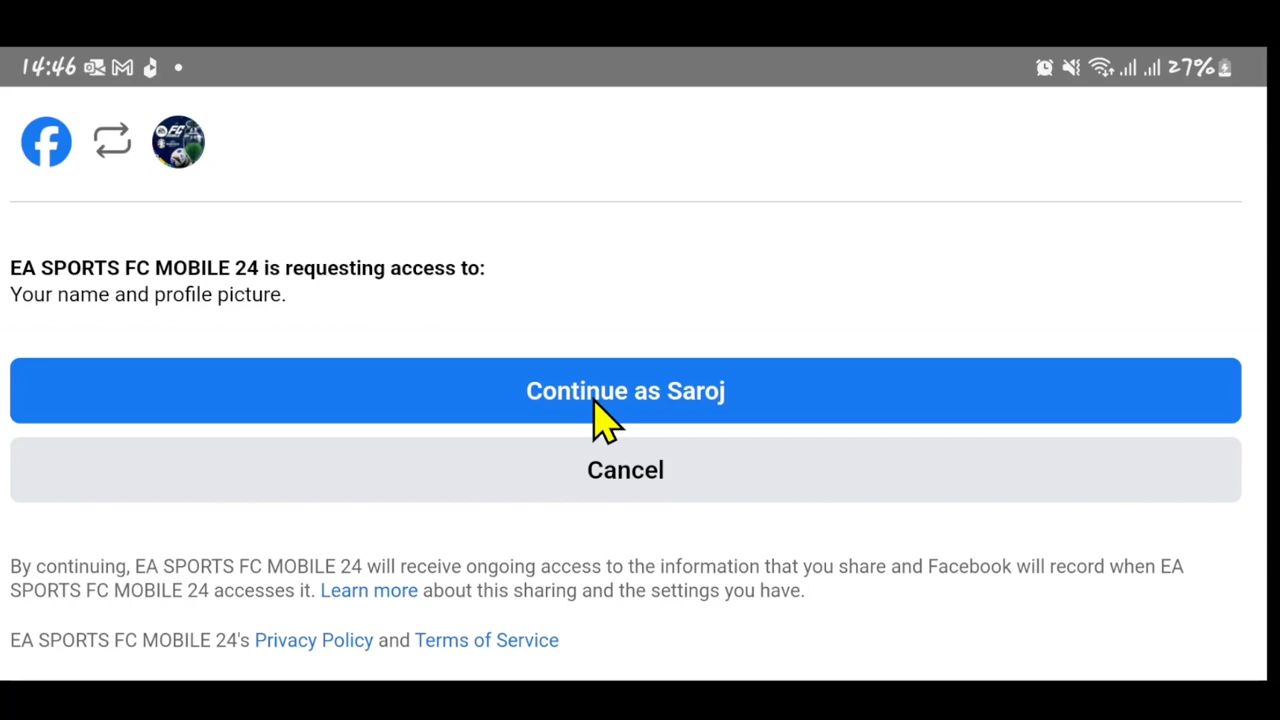 14:46
27%
FC
EA SPORTS FC MOBILE 24 is requesting access to:
Your name and profile picture.
Continue as Saroj
Cancel
By continuing, EA SPORTS FC MOBILE 24 will receive ongoing access to the information that you share and Facebook will record when EA
SPORTS FC MOBILE 24 accesses it. Learn more about this sharing and the settings you have.
EA SPORTS FC MOBILE 24's Privacy Policy and Terms of Service